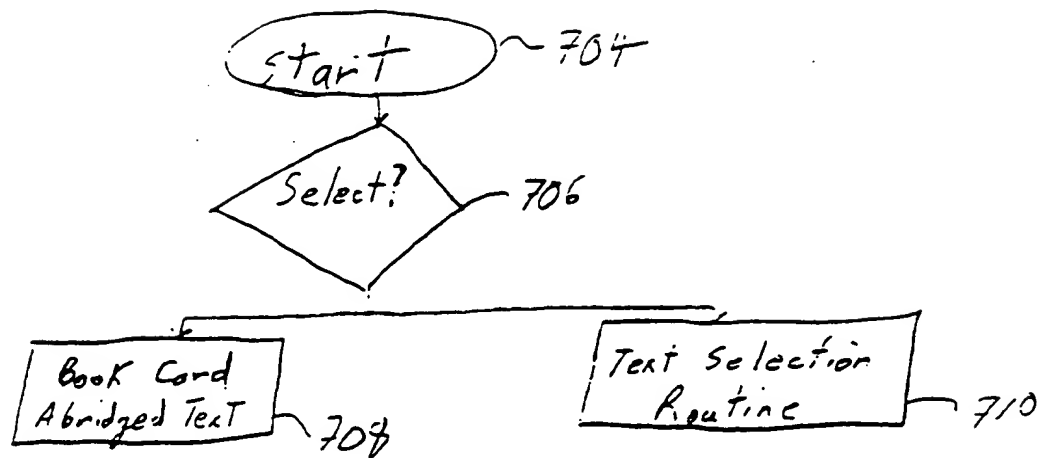 Start
704
Select?
706
Book Card
Abridged Text
708
Text Selection
Routine
710